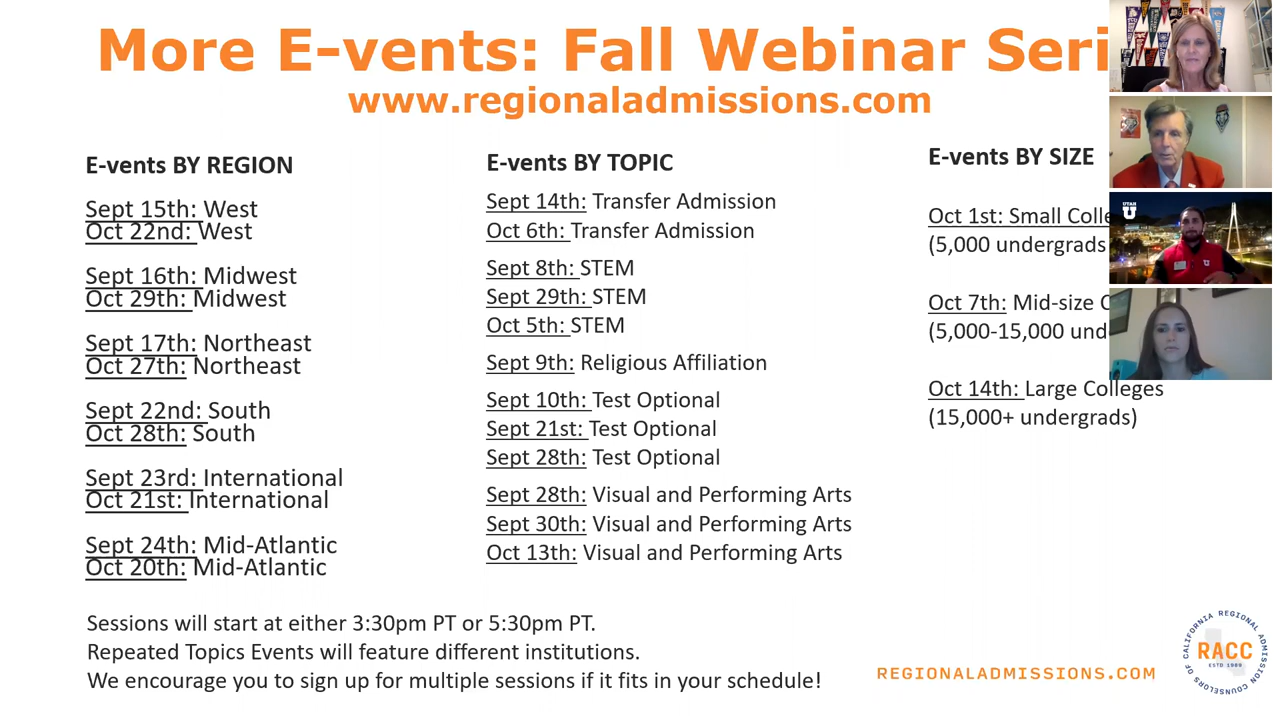 More E-vents: Fall Webinar Seri
www.regionaladmissions.com
E-vents BY REGION
Sept 15th: West
Oct 22nd: West
Sept 16th: Midwest
Oct 29th: Midwest
Sept 17th: Northeast
Oct 27th: Northeast
Sept 22nd: South
Oct 28th: South
Sept 23rd: International
Oct 21st: International
Sept 24th: Mid-Atlantic
Oct 20th: Mid-Atlantic
E-vents BY TOPIC
Sept 14th: Transfer Admission
Oct 6th: Transfer Admission
Sept 8th: STEM
Sept 29th: STEM
Oct 5th: STEM
Sept 9th: Religious Affiliation
Sept 10th: Test Optional
Sept 21st: Test Optional
Sept 28th: Test Optional
Sept 28th: Visual and Performing Arts
Sept 30th: Visual and Performing Arts
Oct 13th: Visual and Performing Arts
E-vents BY SIZE
Oct 1st: Small Colle
(5,000 undergrads
Oct 7th: Mid-size C
(5,000-15,000 und
Oct 14th: Large Colleges
(15,000+ undergrads)
UTAH
U
Sessions will start at either 3:30pm PT or 5:30pm PT.
Repeated Topics Events will feature different institutions.
We encourage you to sign up for multiple sessions if it fits in your schedule!
REGIONALADMISSIONS.COM
CALIFORNIA REGIONAL ADMISSION COUNSELORS OF
RACC
ESTD 1989